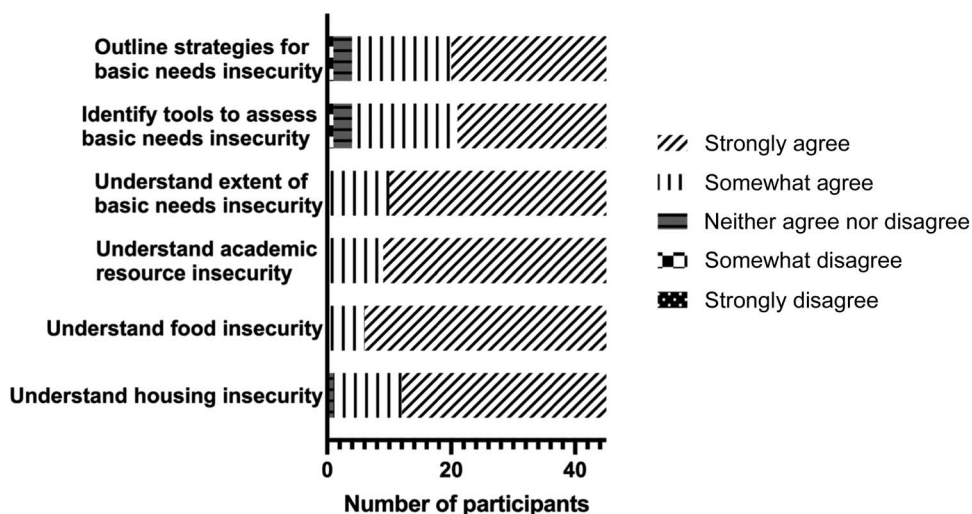 Outline strategies for
basic needs insecurity
Identify tools to assess
basic needs insecurity
Understand extent of
basic needs insecurity
Understand academic
resource insecurity
Understand food insecurity
Understand housing insecurity
0 20 40
Number of participants
Strongly agree
Somewhat agree
Neither agree nor disagree
Somewhat disagree
Strongly disagree